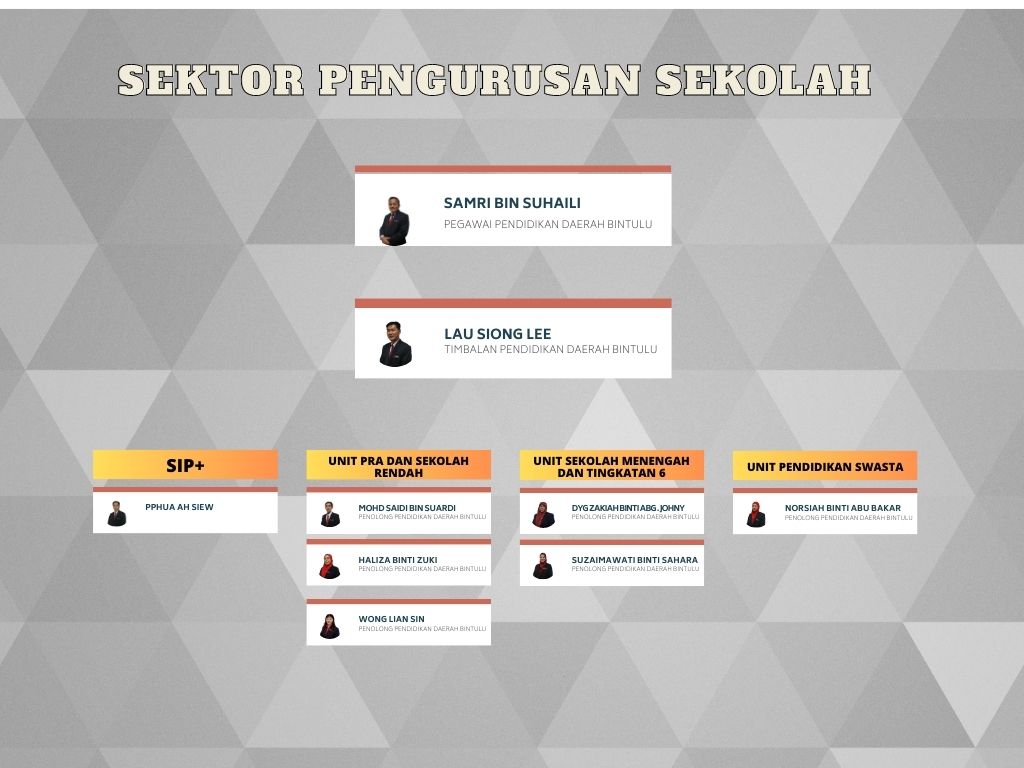 SEKTOR PENGURUSAN SEKOLAH
SAMRI BIN SUHAILI
PEGAWAI PENDIDIKAN DAERAH BINTULU
LAU SIONG LEE
TIMBALAN PENDIDIKAN DAERAH BINTULU
SIP+
PPHUA AH SIEW
UNIT PRA DAN SEKOLAH
RENDAH
MOHD SAIDI BIN SUARDI
PENOLONG PENDIDIKAN DAERAH BINTULU
HALIZA BINTI ZUKI
PENOLONG PENDIDIKAN DAERAH BINTULU
WONG LIAN SIN
PENOLONG PENDIDIKAN DAERAH BINTULU
UNIT SEKOLAH MENENGAH
DAN TINGKATAN 6
DYG ZAKIAH BINTI ABG. JOHNY
PENOLONG PENDIDIKAN DAERAH BINTULU
SUZAIMAWATI BINTI SAHARA
PENOLONG PENDIDIKAN DAERAH BINTULU
UNIT PENDIDIKAN SWASTA
NORSIAH BINTI ABU BAKAR
PENOLONG PENDIDIKAN DAERAH BINTULU